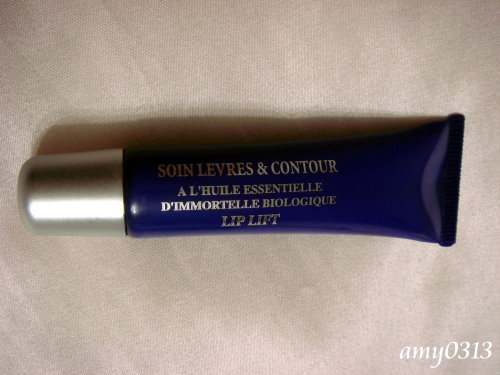 SOIN LEVRES & CONTOUR
A L'HUILE ESSENTIELLE
D'IMMORTELLE BIOLOGIQUE
LIP LIFT
amy0313